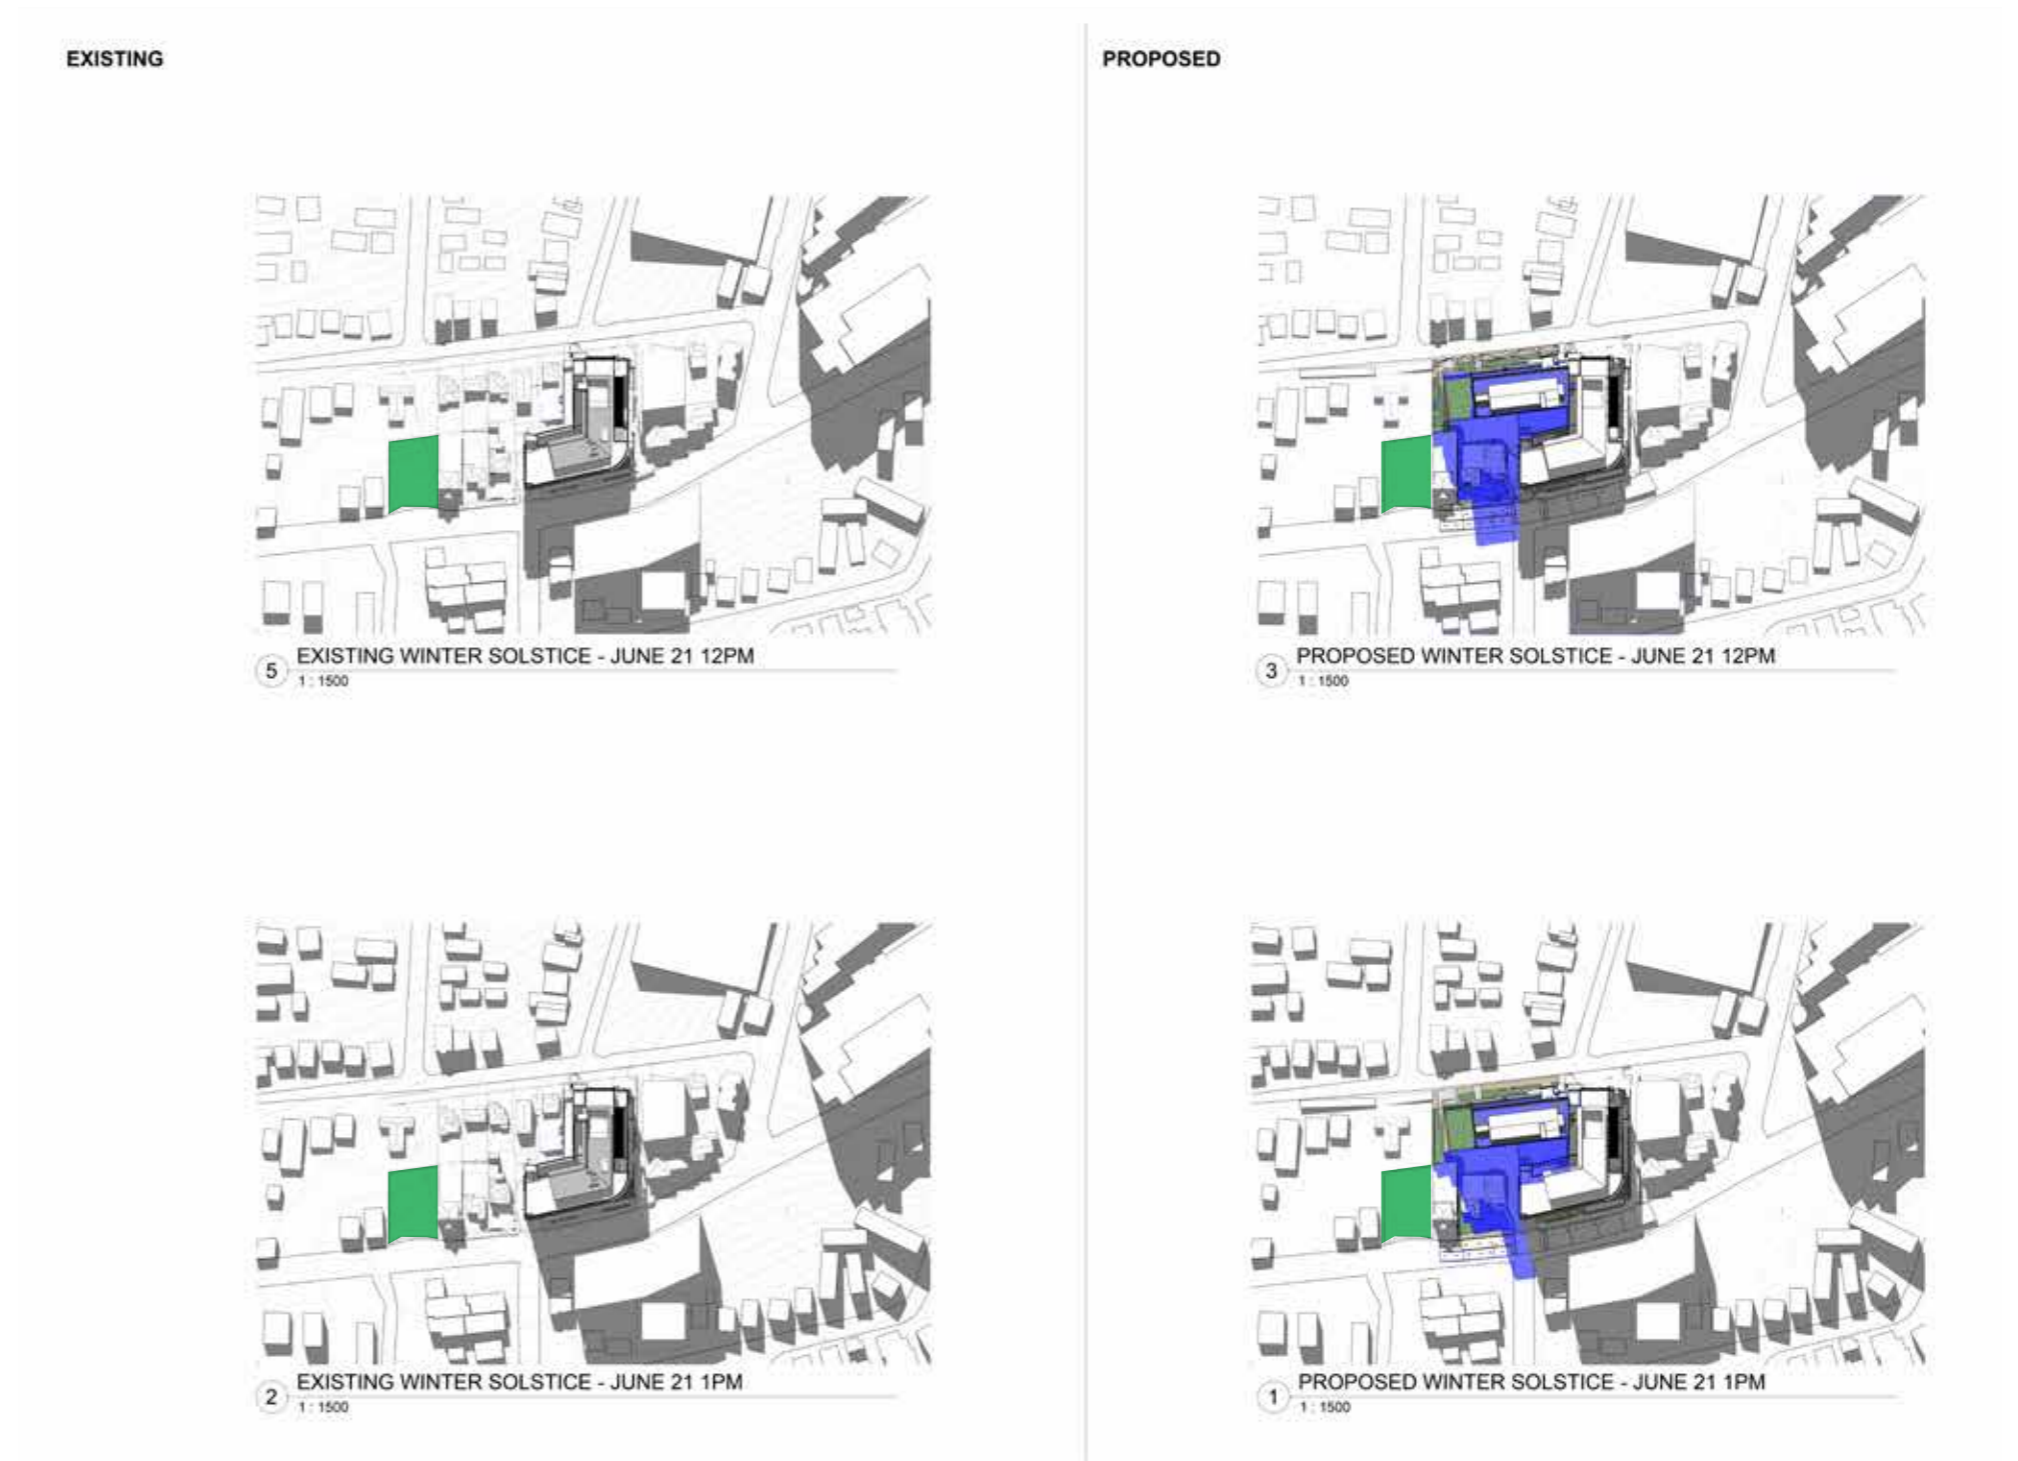 EXISTING
PROPOSED
5 EXISTING WINTER SOLSTICE - JUNE 21 12PM
1 : 1500
3 PROPOSED WINTER SOLSTICE - JUNE 21 12PM
1 : 1500
2 EXISTING WINTER SOLSTICE - JUNE 21 1PM
1 : 1500
1 PROPOSED WINTER SOLSTICE - JUNE 21 1PM
1 : 1500